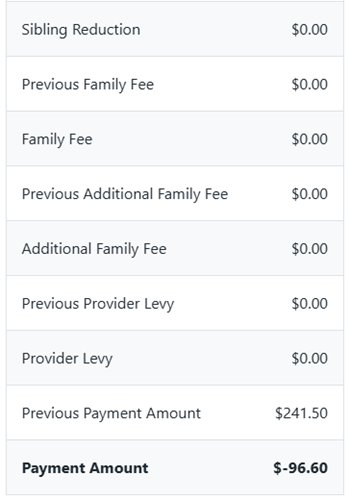 Sibling Reduction $0.00
Previous Family Fee $0.00
Family Fee $0.00
Previous Additional Family Fee $0.00
Additional Family Fee $0.00
Previous Provider Levy $0.00
Provider Levy $0.00
Previous Payment Amount $241.50
Payment Amount $-96.60